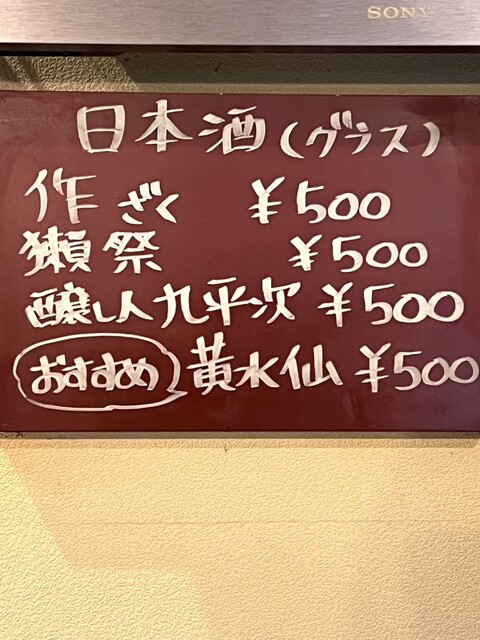 SONY
日本酒(グラス)
作 ざく ¥500
獺祭 ¥500
醸し人九平次 ¥500
おすすめ 黄水仙 ¥500